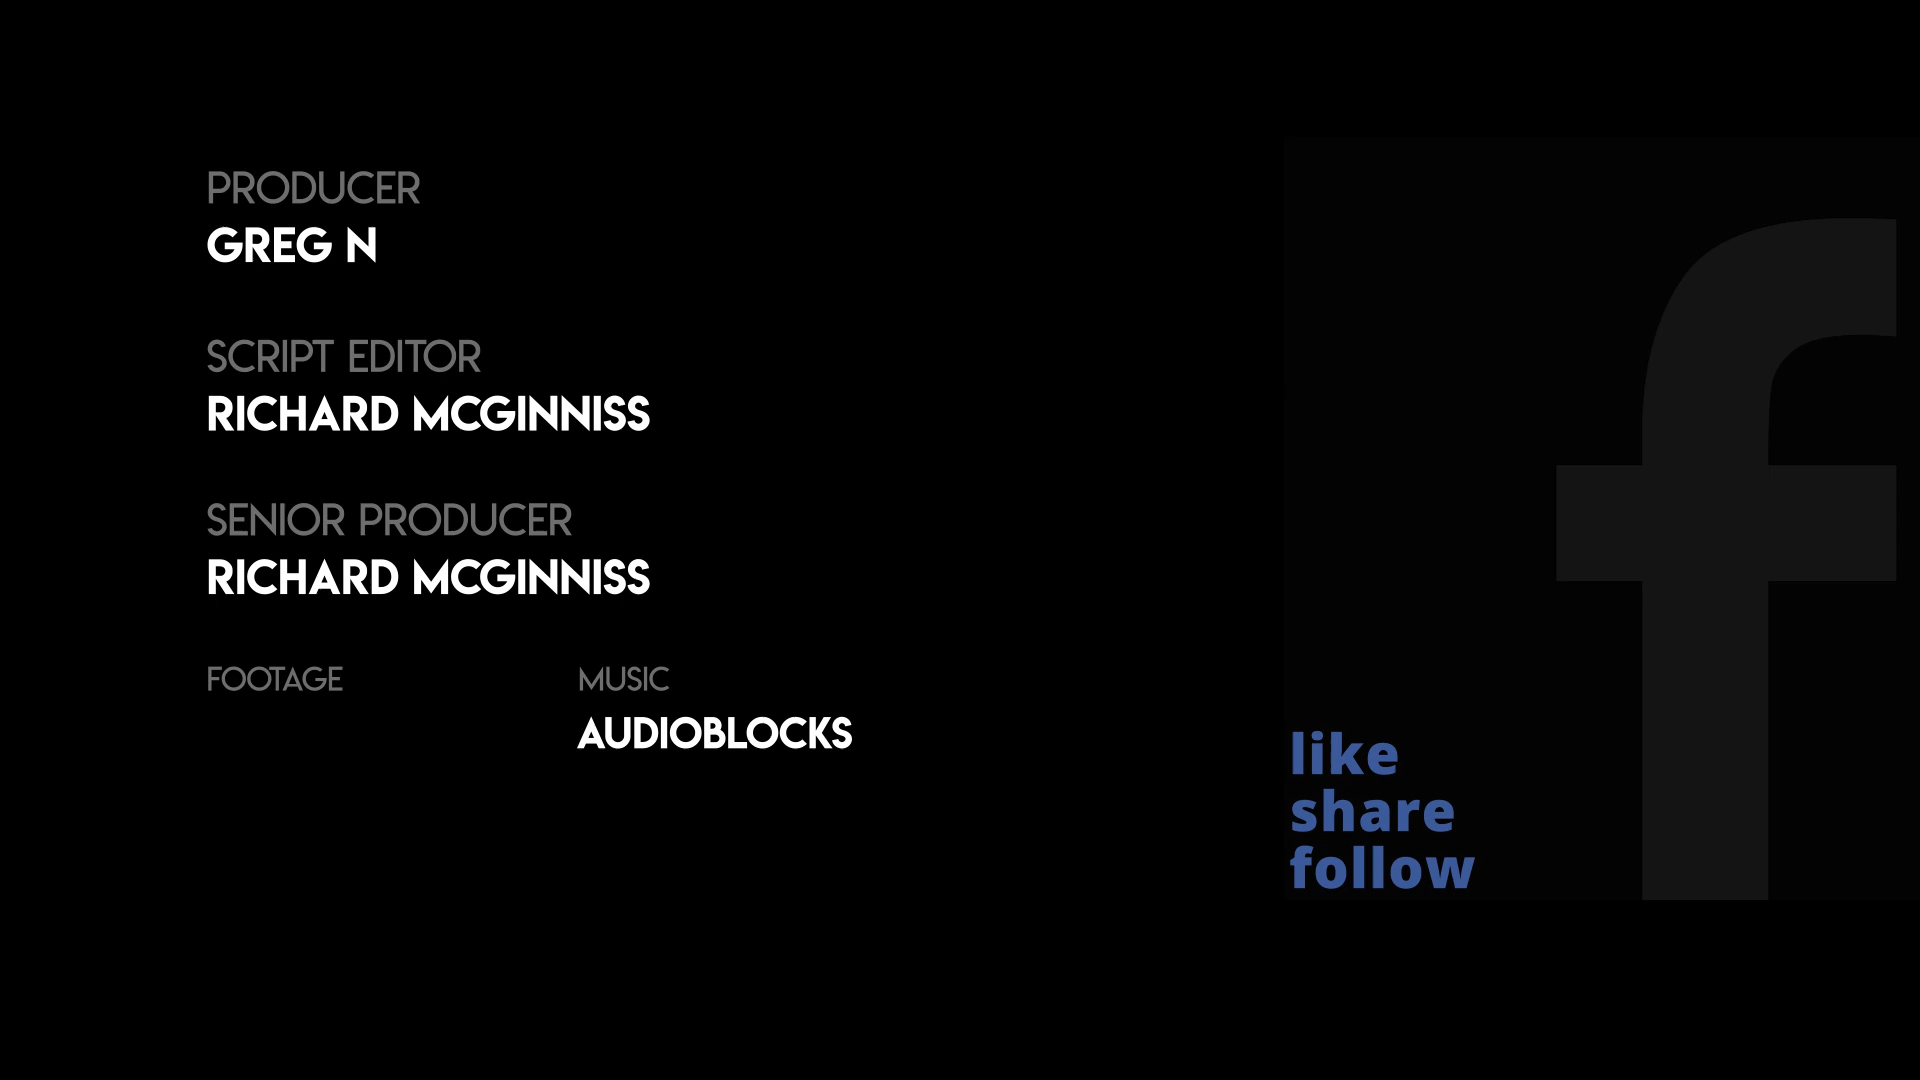 PRODUCER
GREG N
SCRIPT EDITOR
RICHARD MCGINNISS
SENIOR PRODUCER
RICHARD MCGINNISS
FOOTAGE
MUSIC
AUDIOBLOCKS
f
like
share
follow